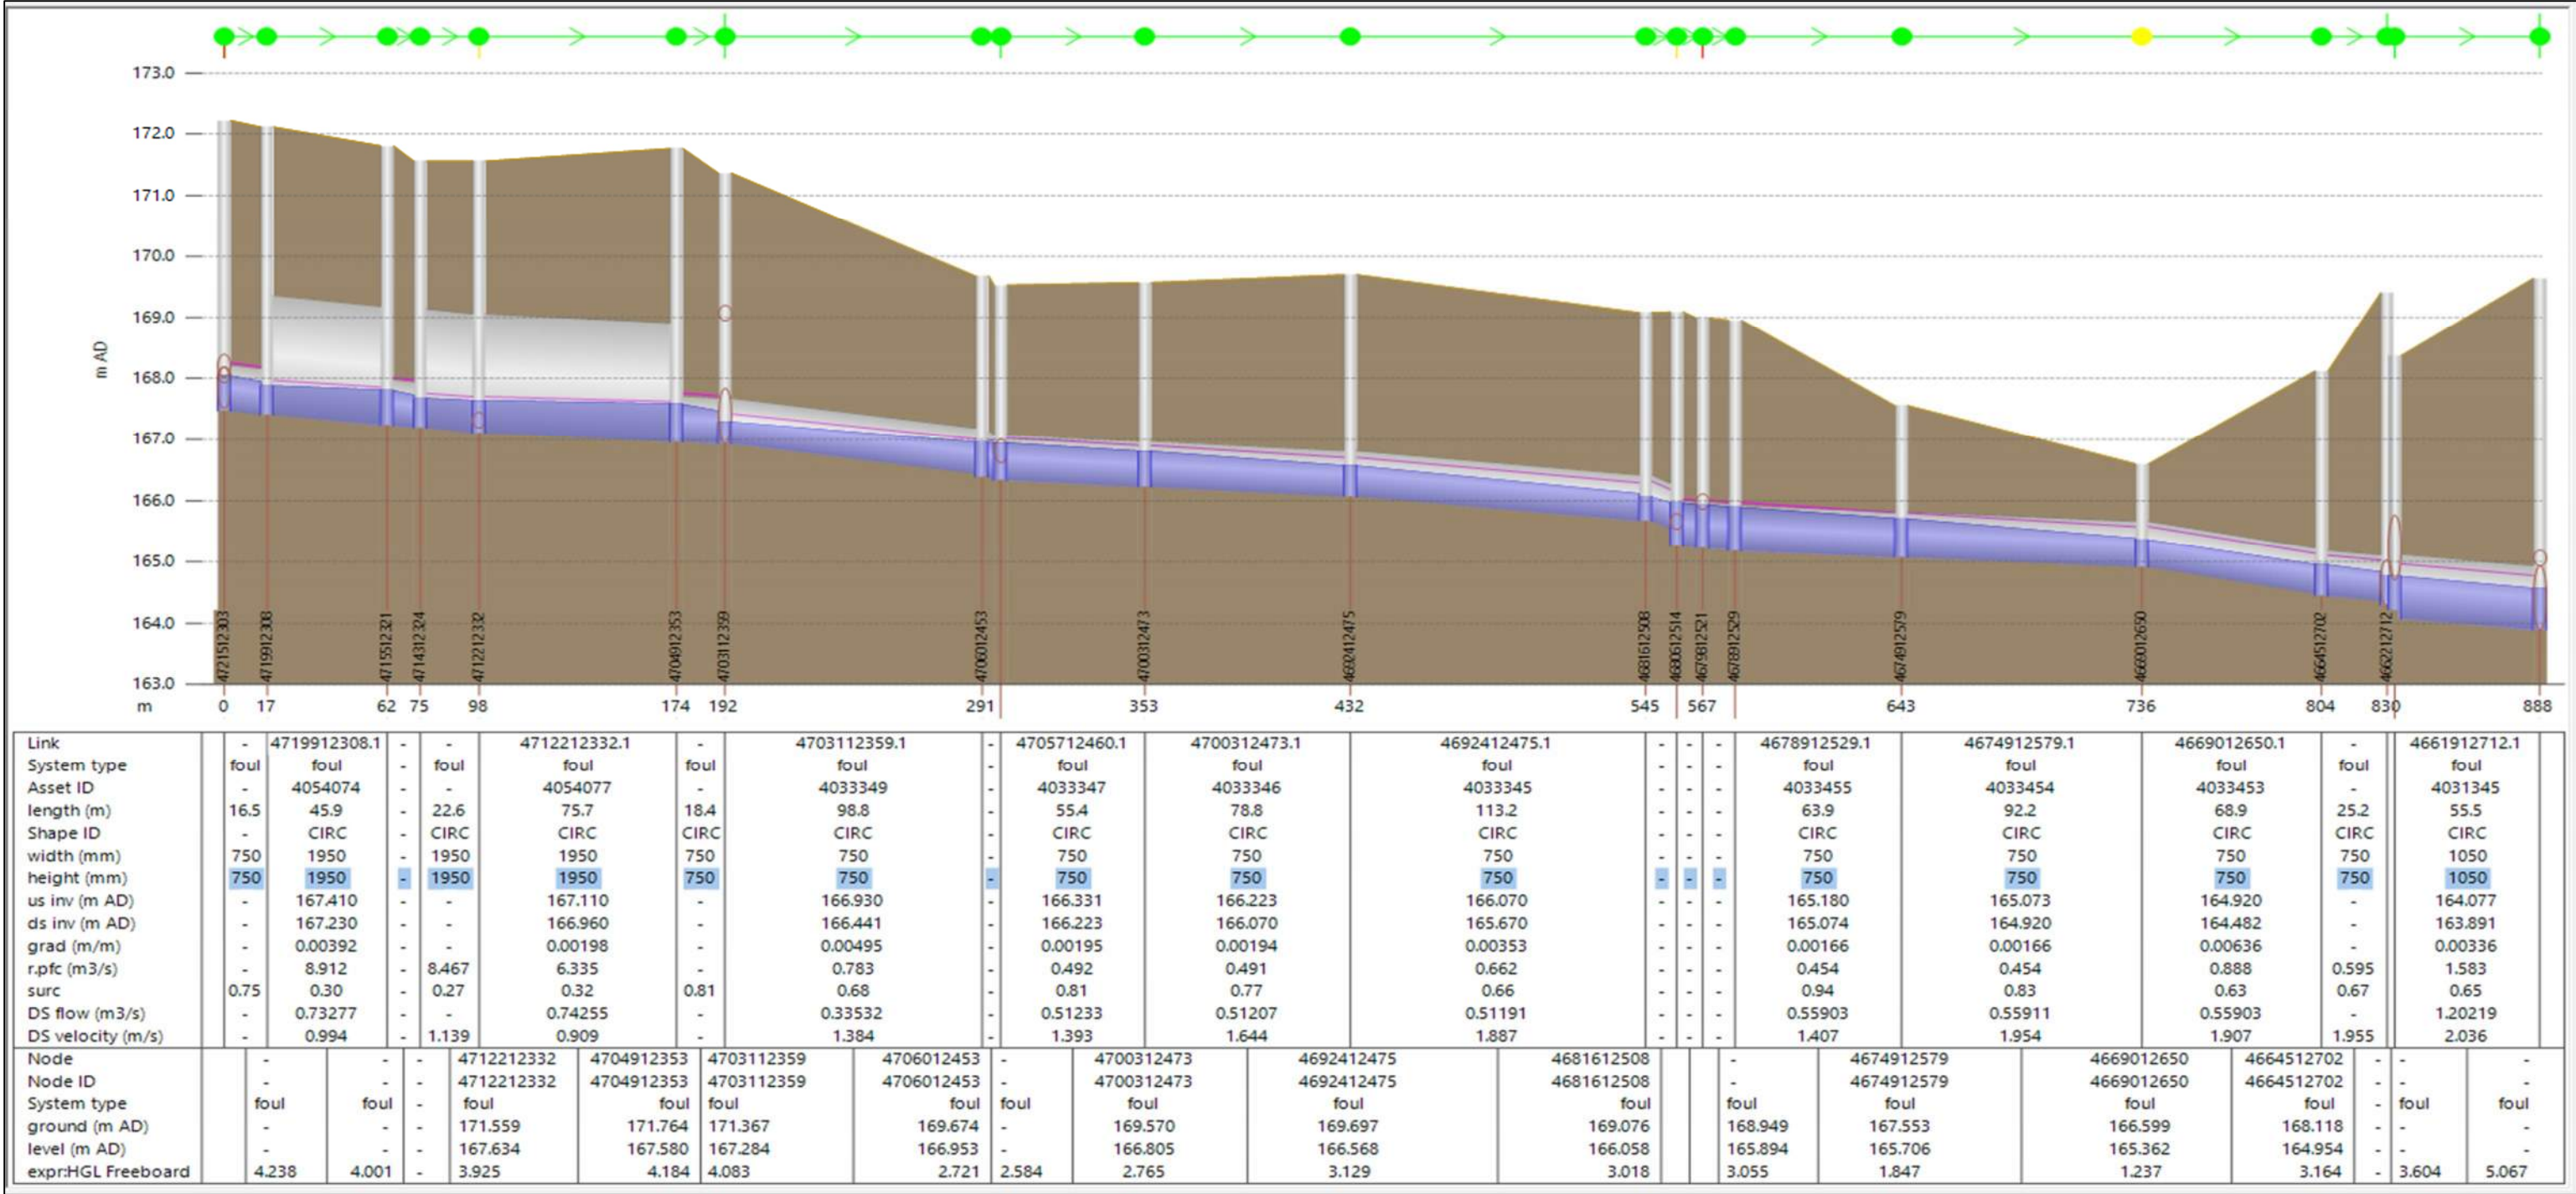 173.0
172.0
171.0
170.0
169.0
168.0
167.0
166.0
165.0
164.0
163.0
m AD
4721512303 4719912308 4715512321 4714312324 4712212332 4704912353 4703112359 4706012453 4700312473 4692412475 4681612508 4680612514 4679812521 4678912529 4674912579 4669012650 4664512702 4662212712
m 0 17 62 75 98 174 192 291 353 432 545 567 643 736 804 830 888
Link - 4719912308.1 - - 4712212332.1 - 4703112359.1 - 4705712460.1 4700312473.1 4692412475.1 - - - 4678912529.1 4674912579.1 4669012650.1 - 4661912712.1
System type foul foul - foul foul foul foul - foul foul foul - - - foul foul foul foul foul
Asset ID - 4054074 - - 4054077 - 4033349 - 4033347 4033346 4033345 - - - 4033455 4033454 4033453 - 4031345
length (m) 16.5 45.9 - 22.6 75.7 18.4 98.8 - 55.4 78.8 113.2 - - - 63.9 92.2 68.9 25.2 55.5
Shape ID - CIRC - CIRC CIRC CIRC CIRC - CIRC CIRC CIRC - - - CIRC CIRC CIRC CIRC CIRC
width (mm) 750 1950 - 1950 1950 750 750 - 750 750 750 - - - 750 750 750 750 1050
height (mm) 750 1950 - 1950 1950 750 750 - 750 750 750 - - - 750 750 750 750 1050
us inv (m AD) - 167.410 - - 167.110 - 166.930 - 166.331 166.223 166.070 - - - 165.180 165.073 164.920 - 164.077
ds inv (m AD) - 167.230 - - 166.960 - 166.441 - 166.223 166.070 165.670 - - - 165.074 164.920 164.482 - 163.891
grad (m/m) - 0.00392 - - 0.00198 - 0.00495 - 0.00195 0.00194 0.00353 - - - 0.00166 0.00166 0.00636 - 0.00336
r.pfc (m3/s) - 8.912 - 8.467 6.335 - 0.783 - 0.492 0.491 0.662 - - - 0.454 0.454 0.888 0.595 1.583
surc 0.75 0.30 - 0.27 0.32 0.81 0.68 - 0.81 0.77 0.66 - - - 0.94 0.83 0.63 0.67 0.65
DS flow (m3/s) - 0.73277 - - 0.74255 - 0.33532 - 0.51233 0.51207 0.51191 - - - 0.55903 0.55911 0.55903 - 1.20219
DS velocity (m/s) - 0.994 - 1.139 0.909 - 1.384 - 1.393 1.644 1.887 - - - 1.407 1.954 1.907 1.955 2.036
Node - - - 4712212332 4704912353 4703112359 4706012453 - 4700312473 4692412475 4681612508 - 4674912579 4669012650 4664512702 - - -
Node ID - - - 4712212332 4704912353 4703112359 4706012453 - 4700312473 4692412475 4681612508 - 4674912579 4669012650 4664512702 - - -
System type foul foul - foul foul foul foul foul foul foul foul foul foul foul foul - foul foul
ground (m AD) - - - 171.559 171.764 171.367 169.674 - 169.570 169.697 169.076 168.949 167.553 166.599 168.118 - - -
level (m AD) - - - 167.634 167.580 167.284 166.953 - 166.805 166.568 166.058 165.894 165.706 165.362 164.954 - - -
expr:HGL Freeboard 4.238 4.001 - 3.925 4.184 4.083 2.721 2.584 2.765 3.129 3.018 3.055 1.847 1.237 3.164 - 3.604 5.067